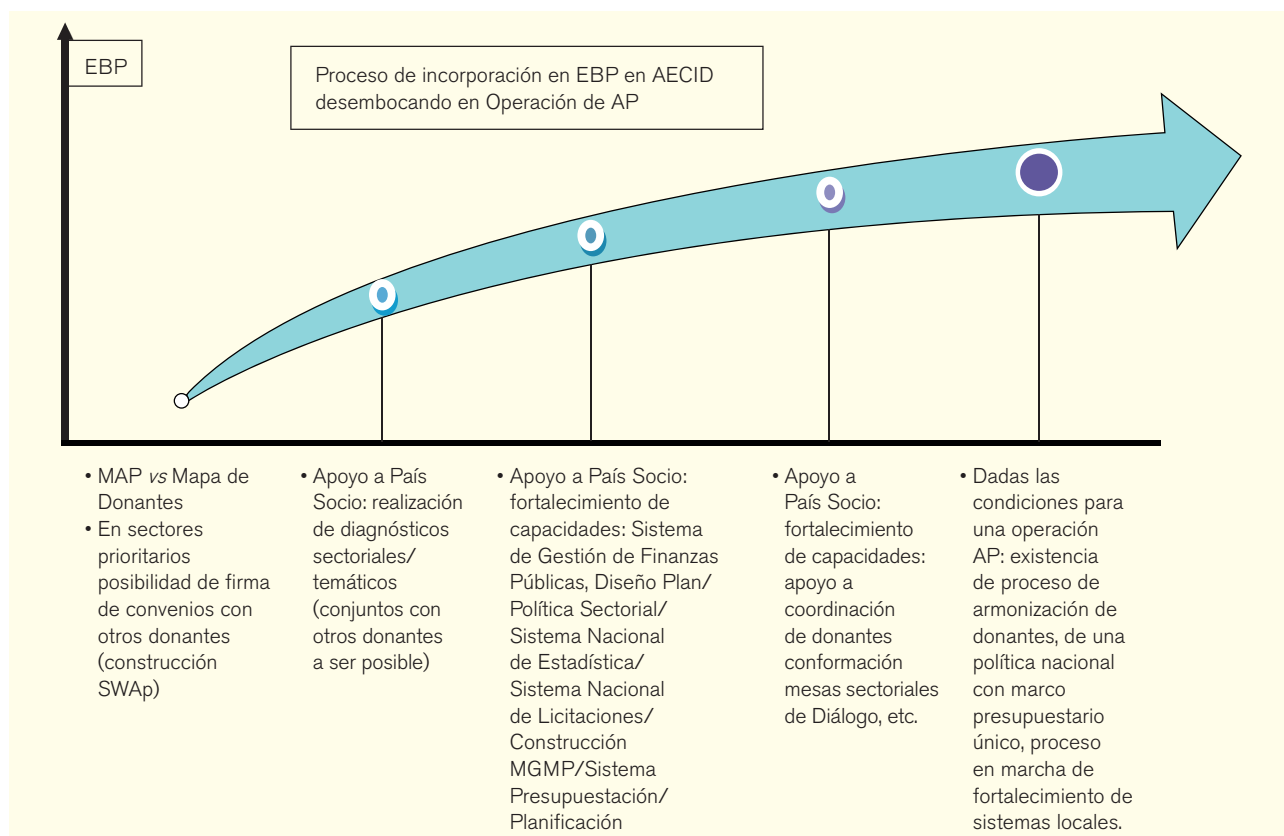 EBP
Proceso de incorporación en EBP en AECID
desembocando en Operación de AP
• MAP vs Mapa de
Donantes
• En sectores
prioritarios
posibilidad de firma
de convenios con
otros donantes
(construcción
SWAp)
• Apoyo a País
Socio: realización
de diagnósticos
sectoriales/
temáticos
(conjuntos con
otros donantes
a ser posible)
• Apoyo a País Socio:
fortalecimiento de
capacidades: Sistema
de Gestión de Finanzas
Públicas, Diseño Plan/
Política Sectorial/
Sistema Nacional
de Estadística/
Sistema Nacional
de Licitaciones/
Construcción
MGMP/Sistema
Presupuestación/
Planificación
• Apoyo a
País Socio:
fortalecimiento
de capacidades:
apoyo a
coordinación
de donantes
conformación
mesas sectoriales
de Diálogo, etc.
• Dadas las
condiciones para
una operación
AP: existencia
de proceso de
armonización de
donantes, de una
política nacional
con marco
presupuestario
único, proceso
en marcha de
fortalecimiento de
sistemas locales.